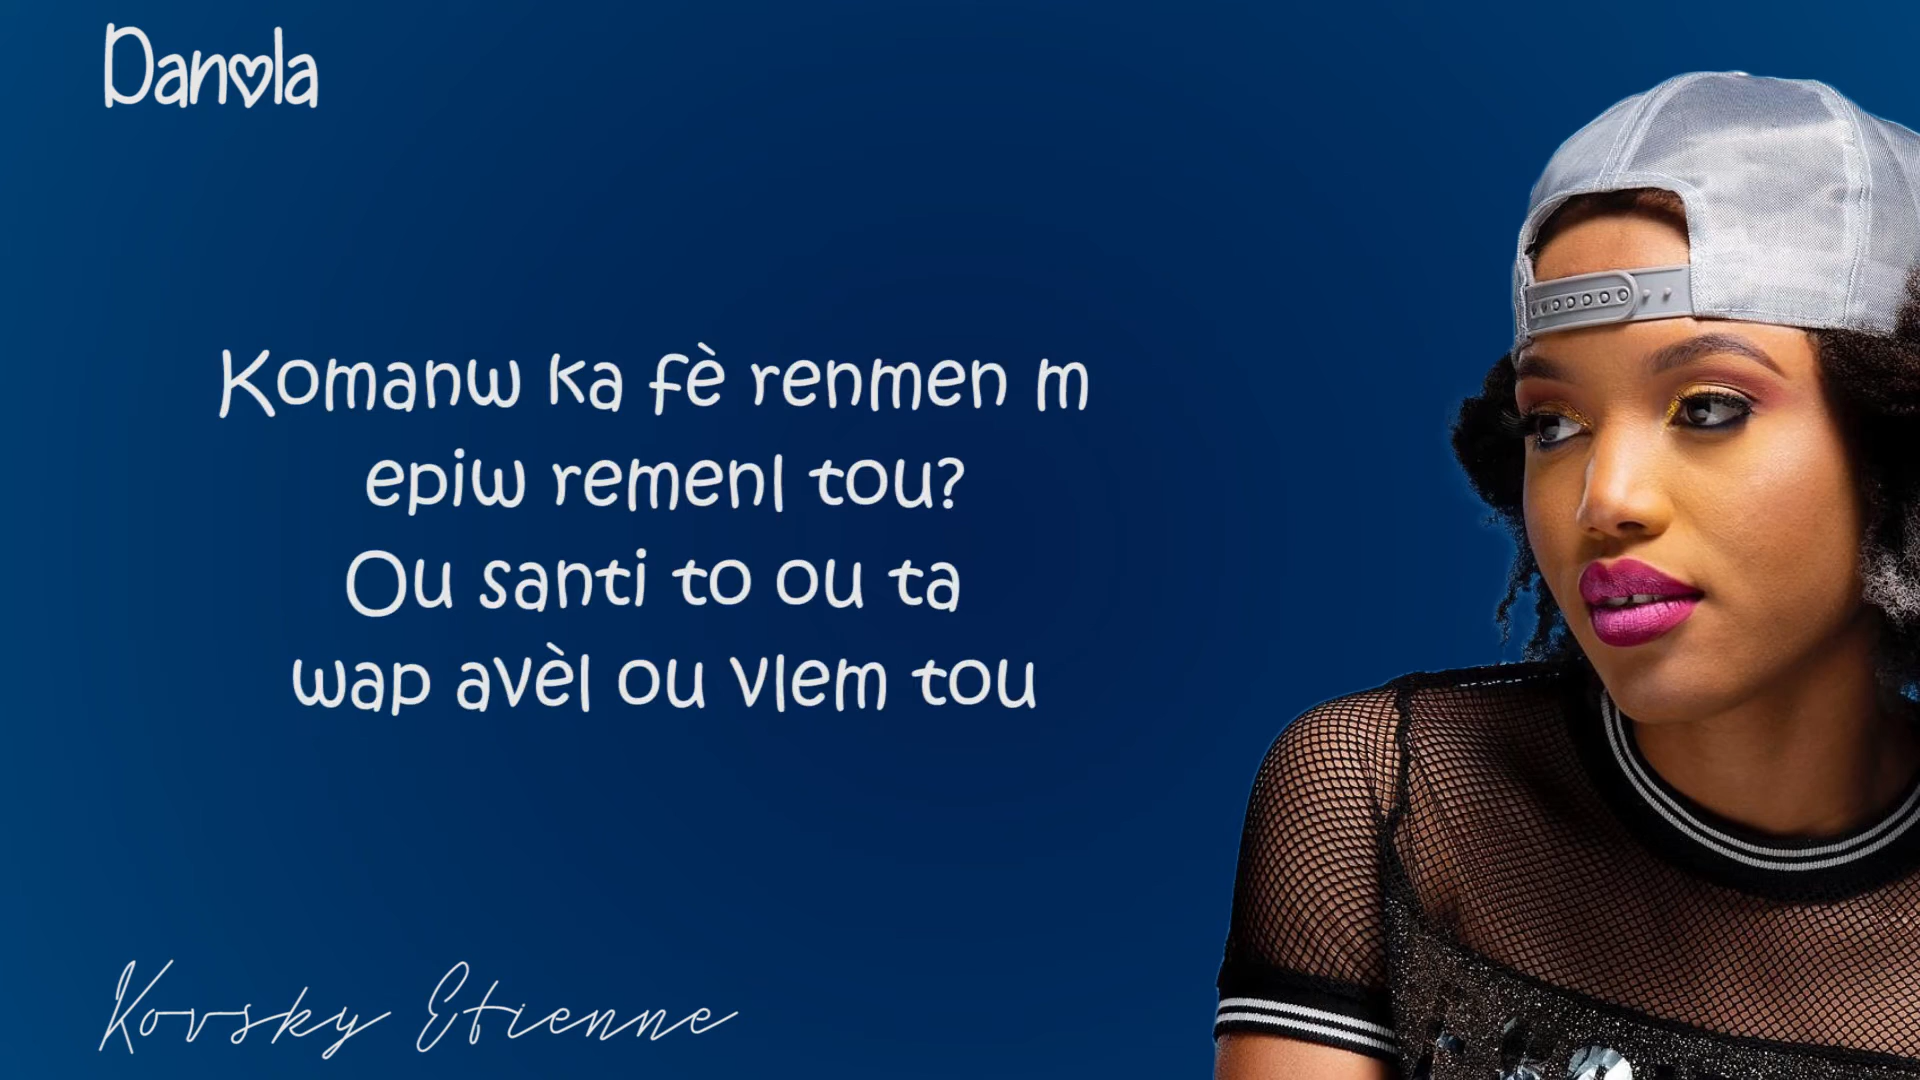 Danola
Komanw ka fè renmen m
epiw remenl tou?
Ou santi to ou ta
wap avèl ou vlem tou
Kovsky Etienne